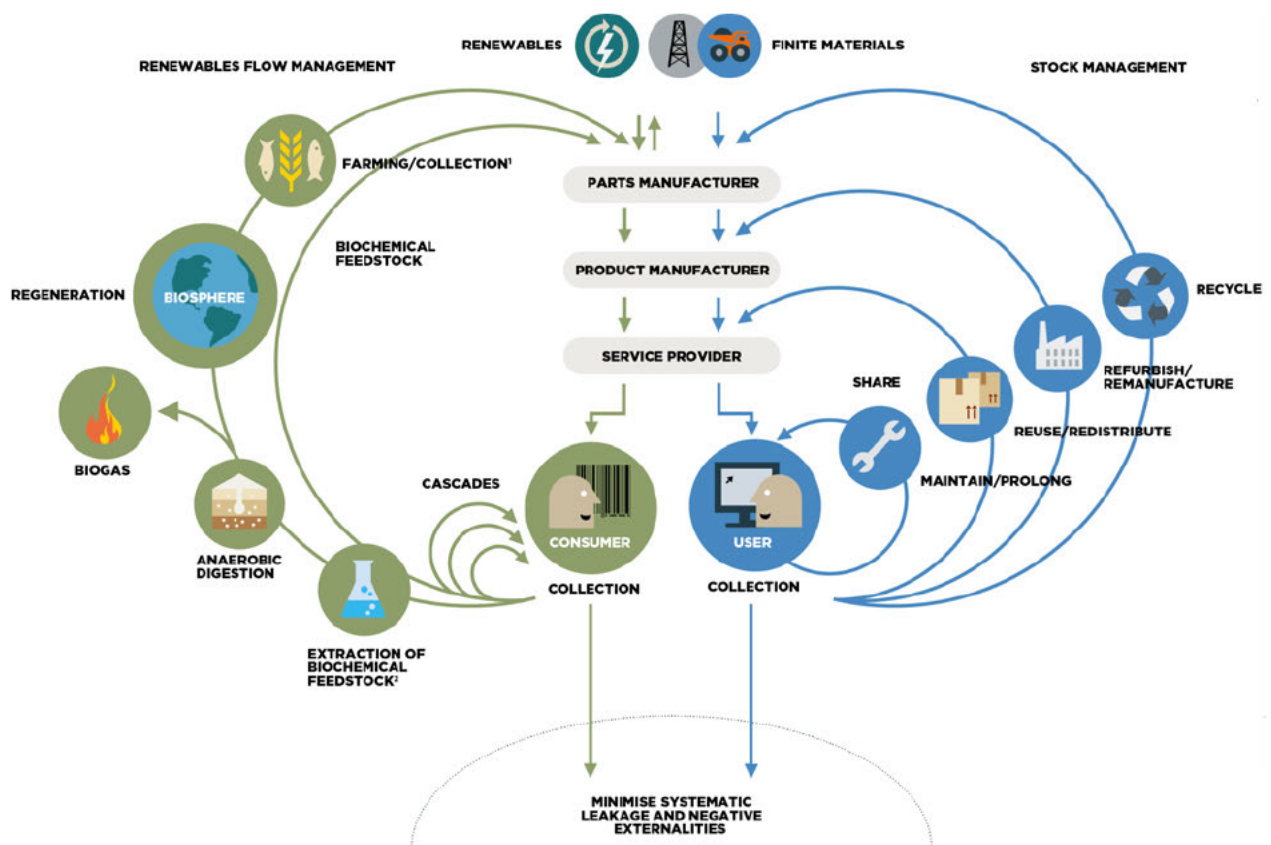 RENEWABLES
FINITE MATERIALS
RENEWABLES FLOW MANAGEMENT
STOCK MANAGEMENT
FARMING/COLLECTION¹
PARTS MANUFACTURER
BIOCHEMICAL
FEEDSTOCK
PRODUCT MANUFACTURER
REGENERATION
BIOSPHERE
RECYCLE
SERVICE PROVIDER
SHARE
REFURBISH/
REMANUFACTURE
REUSE/REDISTRIBUTE
BIOGAS
CASCADES
MAINTAIN/PROLONG
CONSUMER
USER
ANAEROBIC
DIGESTION
COLLECTION
COLLECTION
EXTRACTION OF
BIOCHEMICAL
FEEDSTOCK²
MINIMISE SYSTEMATIC
LEAKAGE AND NEGATIVE
EXTERNALITIES